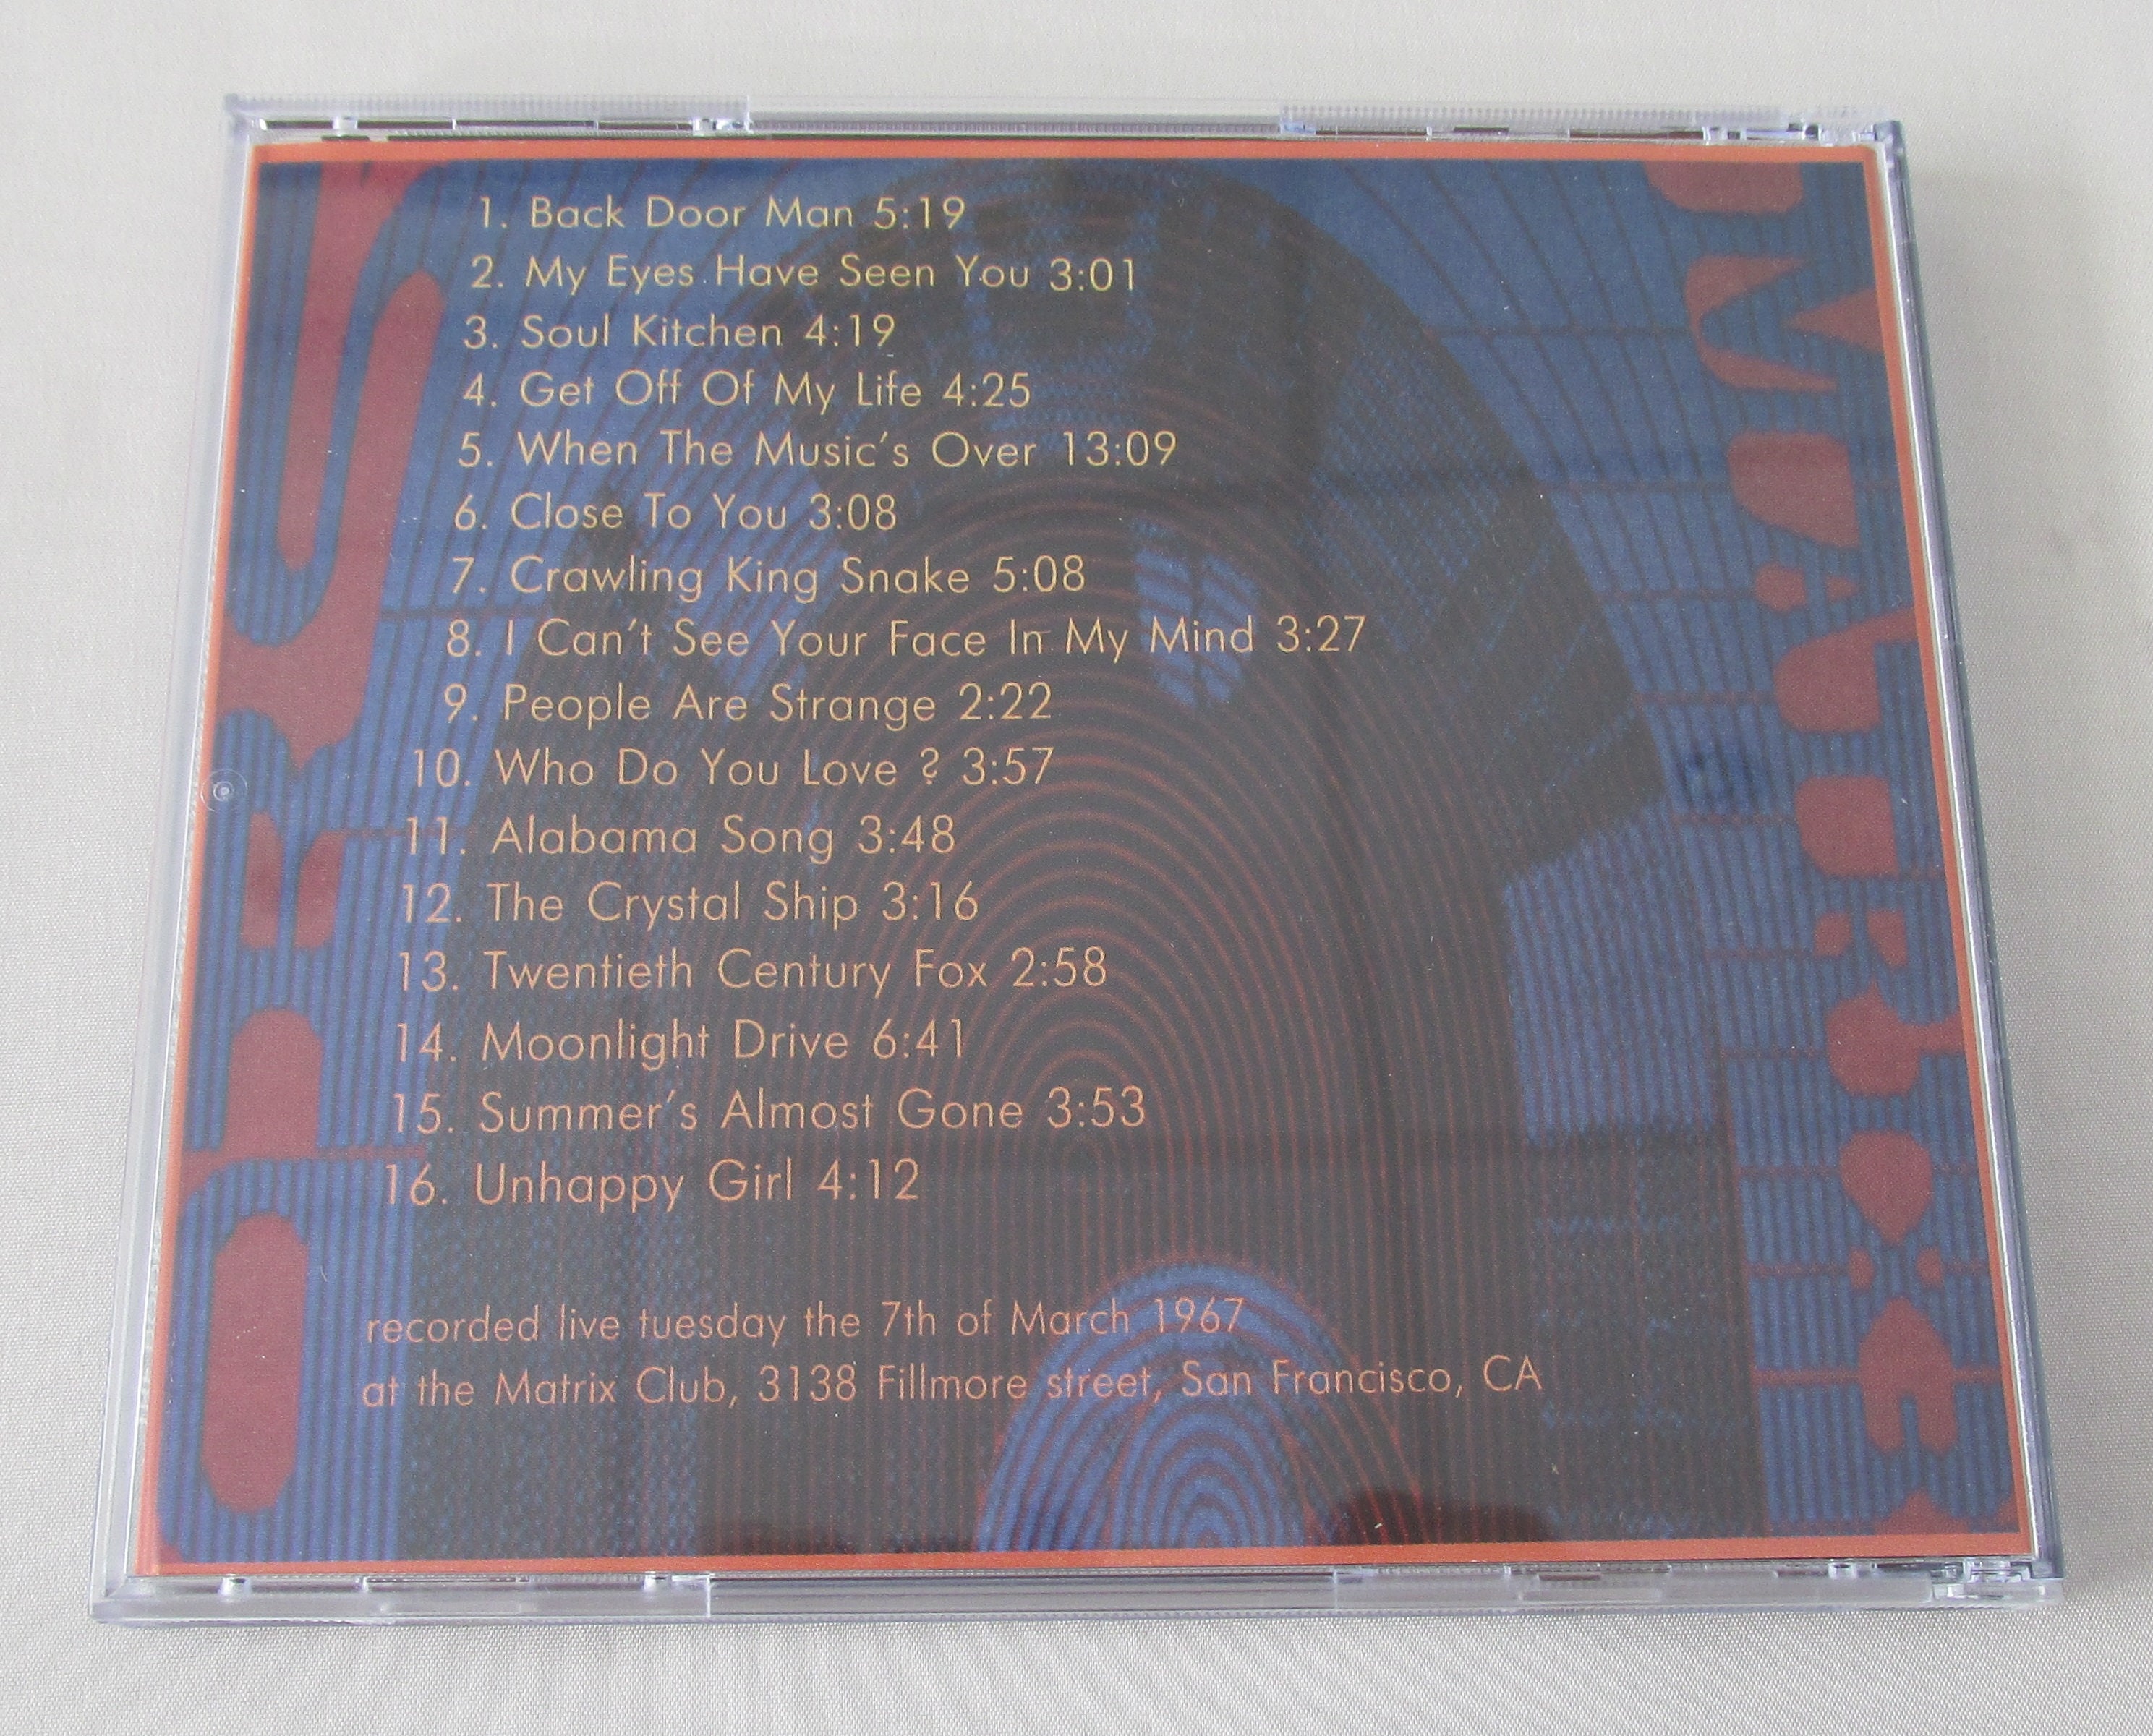 1. Back Door Man 5:19
2. My Eyes Have Seen You 3:01
3. Soul Kitchen 4:19
4. Get Off Of My Life 4:25
5. When The Music's Over 13:09
6. Close To You 3:08
7. Crawling King Snake 5:08
8. I Can't See Your Face In My Mind 3:27
9. People Are Strange 2:22
10. Who Do You Love ? 3:57
11. Alabama Song 3:48
12. The Crystal Ship 3:16
13. Twentieth Century Fox 2:58
14. Moonlight Drive 6:41
15. Summer's Almost Gone 3:53
16. Unhappy Girl 4:12
recorded live tuesday the 7th of March 1967
at the Matrix Club, 3138 Fillmore street, San Francisco, CA